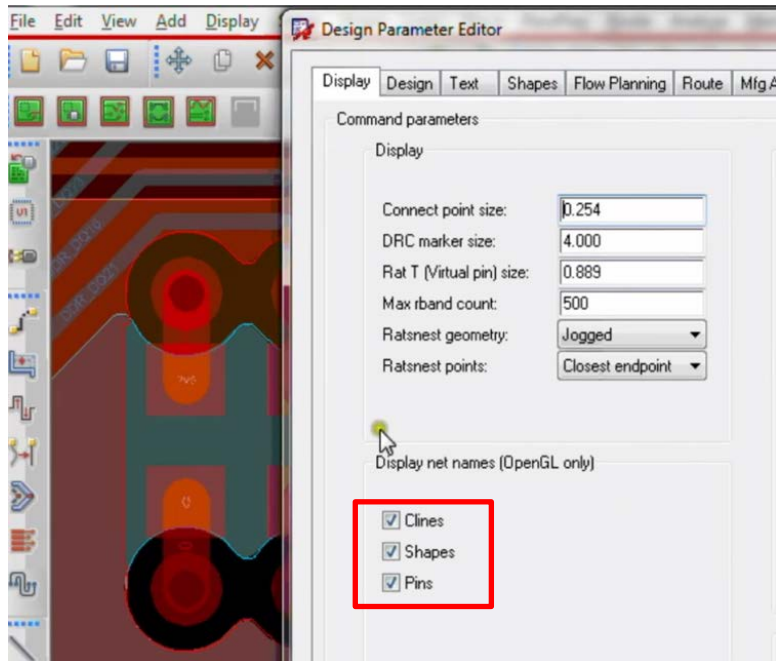 File Edit View Add Display
Design Parameter Editor
Display Design Text Shapes Flow Planning Route Mfg A
Command parameters
Display
Connect point size: 0.254
DRC marker size: 4.000
Rat T (Virtual pin) size: 0.889
Max rband count: 500
Ratsnest geometry: Jogged
Ratsnest points: Closest endpoint
Display net names (OpenGL only)
Clines
Shapes
Pins
U1
DDR_DQ21